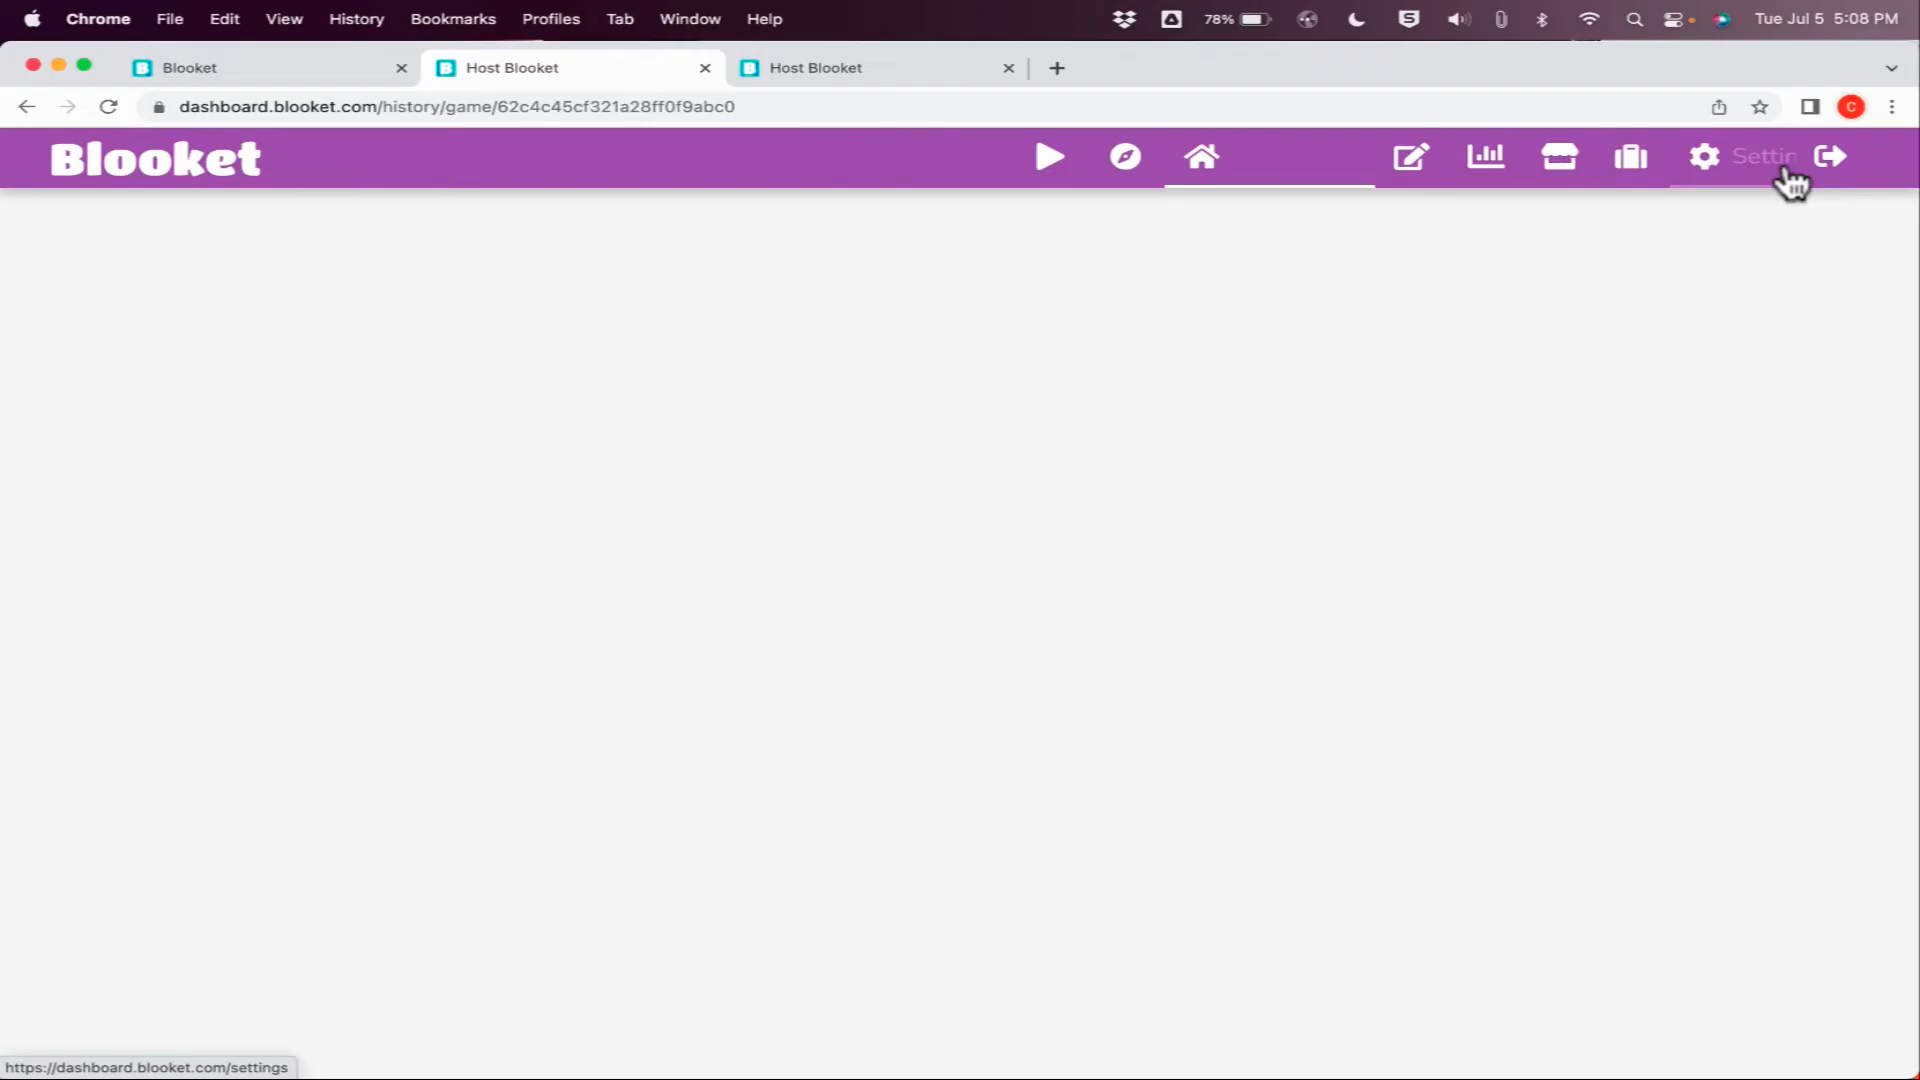 Chrome File Edit View History Bookmarks Profiles Tab Window Help 78% Tue Jul 5 5:08 PM
Blooket Host Blooket Host Blooket
dashboard.blooket.com/history/game/62c4c45cf321a28ff0f9abc0
Blooket Settin
https://dashboard.blooket.com/settings